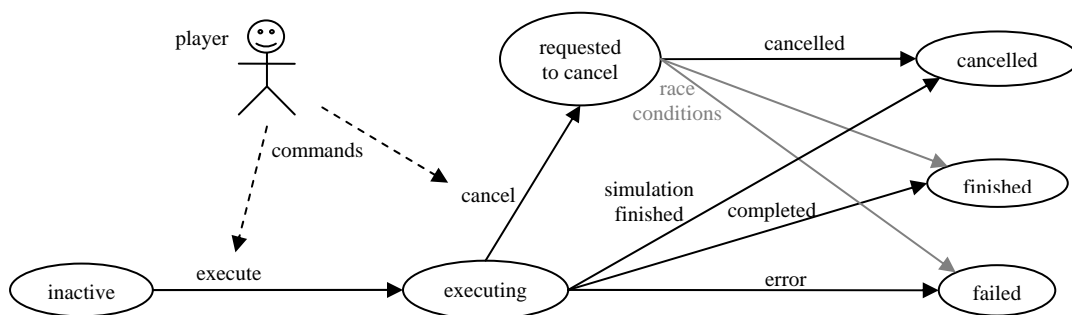 player
requested
to cancel
cancelled
cancelled
race
conditions
commands
cancel
simulation
finished
completed
finished
inactive
execute
executing
error
failed